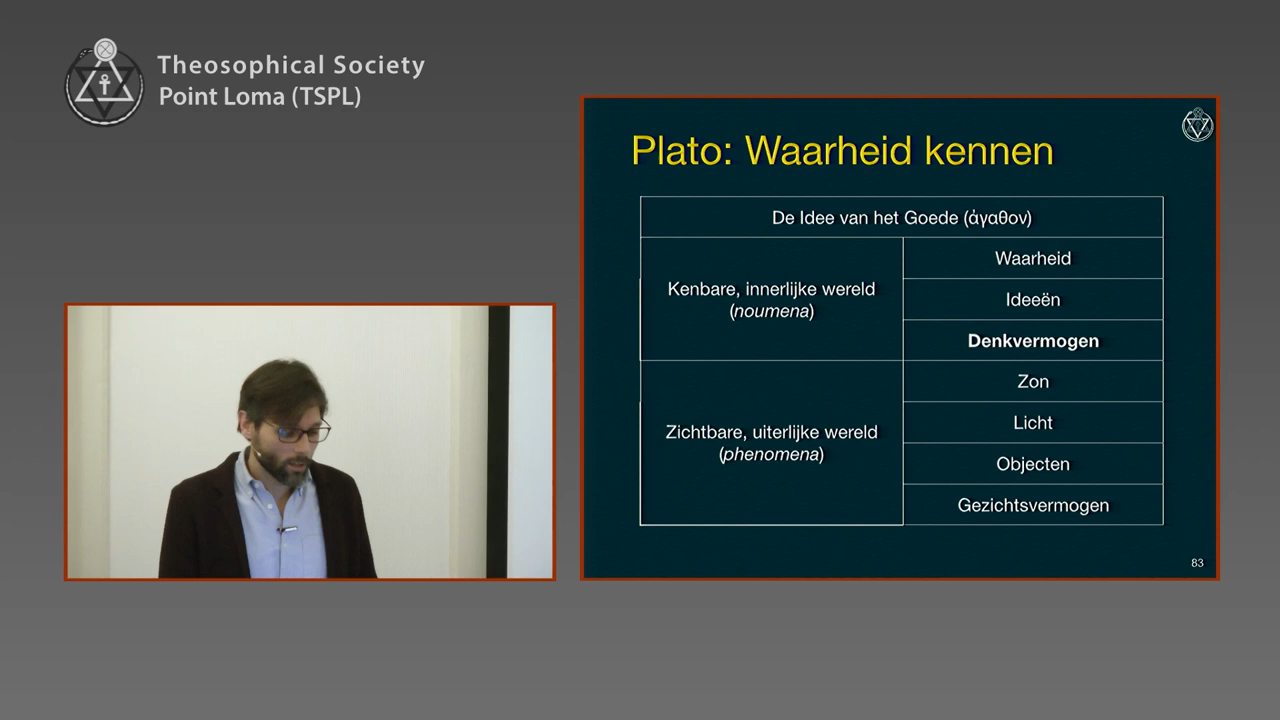 Theosophical Society
Point Loma (TSPL)
Plato: Waarheid kennen
De Idee van het Goede (ἀγαθον)
Kenbare, innerlijke wereld
(noumena)
Waarheid
Ideeën
Denkvermogen
Zichtbare, uiterlijke wereld
(phenomena)
Zon
Licht
Objecten
Gezichtsvermogen
83